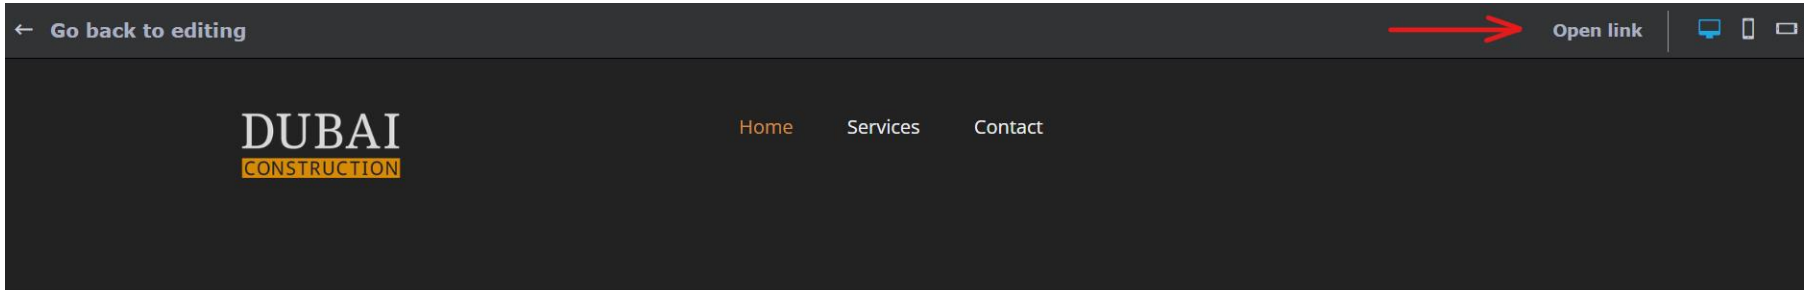 ← Go back to editing
Open link
DUBAI
CONSTRUCTION
Home Services Contact